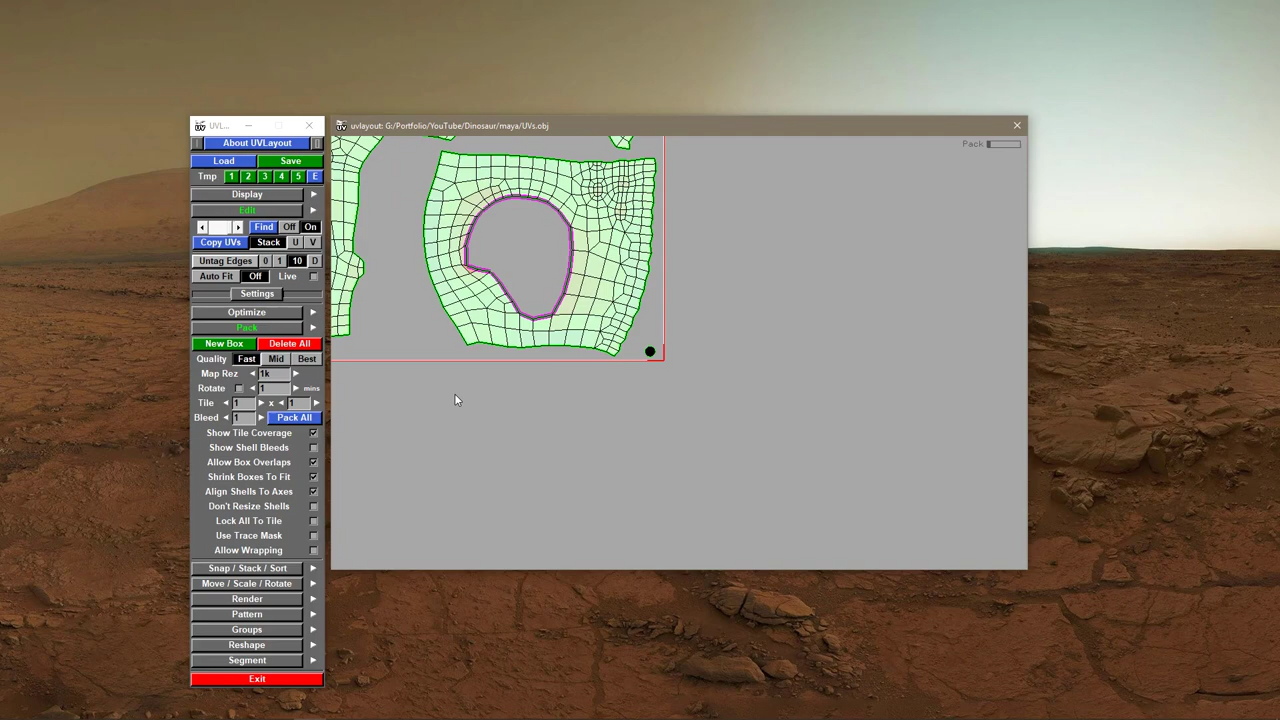 UVL...
uvlayout: G:/Portfolio/YouTube/Dinosaur/maya/UVs.obj
About UVLayout
Pack
Load Save
Tmp 1 2 3 4 5 E
Display
Edit
Find Off On
Copy UVs Stack U V
Untag Edges 0 1 10 D
Auto Fit Off Live
Settings
Optimize
Pack
New Box Delete All
Quality Fast Mid Best
Map Rez 1k
Rotate 1 mins
Tile 1 x 1
Bleed 1 Pack All
Show Tile Coverage
Show Shell Bleeds
Allow Box Overlaps
Shrink Boxes To Fit
Align Shells To Axes
Don't Resize Shells
Lock All To Tile
Use Trace Mask
Allow Wrapping
Snap / Stack / Sort
Move / Scale / Rotate
Render
Pattern
Groups
Reshape
Segment
Exit